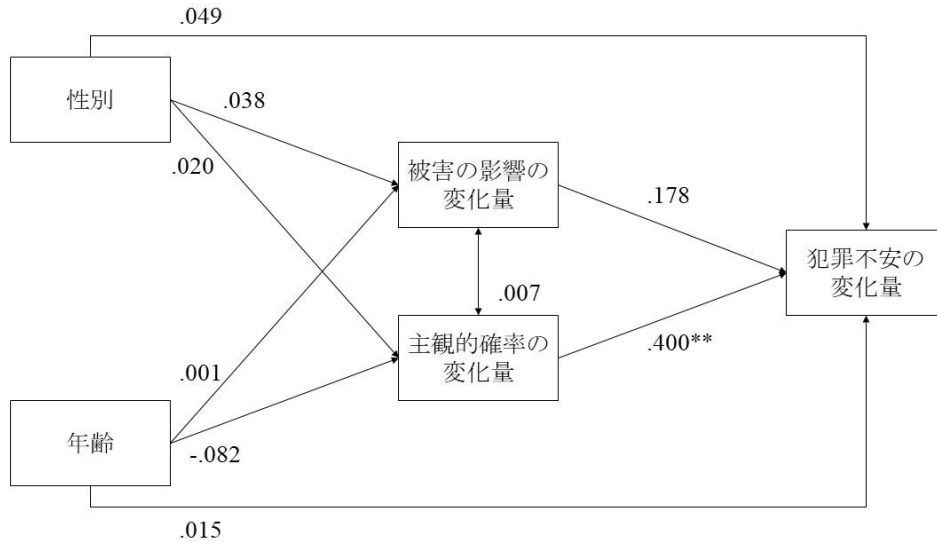 .049
性別
.038
.020
被害の影響の
変化量
.178
犯罪不安の
変化量
.007
主観的確率の
変化量
.400**
.001
年齢
-.082
.015